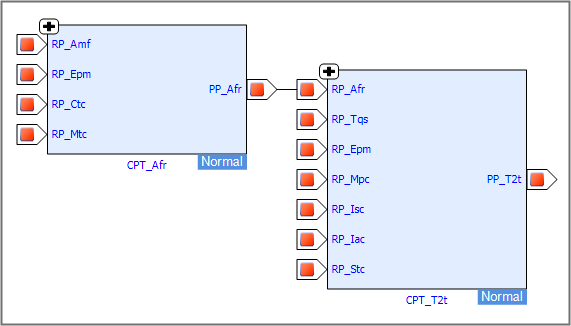 RP_Amf
RP_Epm
RP_Ctc
RP_Mtc
PP_Afr
Normal
CPT_Afr
RP_Afr
RP_Tqs
RP_Epm
RP_Mpc
RP_Isc
RP_Iac
RP_Stc
PP_T2t
Normal
CPT_T2t